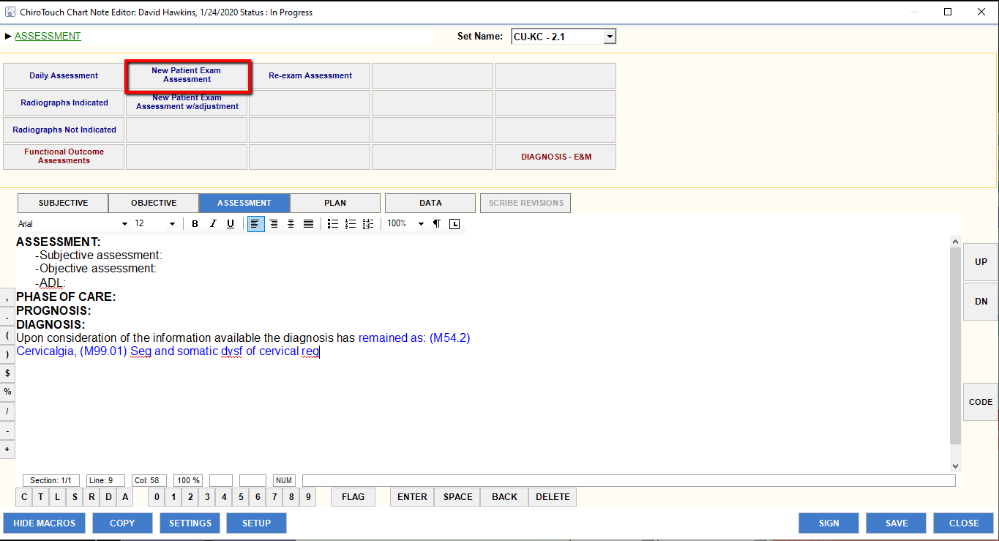 ChiroTouch Chart Note Editor: David Hawkins, 1/24/2020 Status : In Progress
ASSESSMENT
Set Name: CU-KC - 2.1
Daily Assessment
New Patient Exam
Assessment
Re-exam Assessment
Radiographs Indicated
New Patient Exam
Assessment w/adjustment
Radiographs Not Indicated
Functional Outcome
Assessments
DIAGNOSIS - E&M
SUBJECTIVE OBJECTIVE ASSESSMENT PLAN DATA SCRIBE REVISIONS
Arial 12 B I U 100% ¶ L
ASSESSMENT:
-Subjective assessment:
-Objective assessment:
-ADL:
PHASE OF CARE:
PROGNOSIS:
DIAGNOSIS:
Upon consideration of the information available the diagnosis has remained as: (M54.2)
Cervicalgia, (M99.01) Seg and somatic dysf of cervical reg
,
.
(
)
$
%
/
-
+
UP
DN
CODE
Section: 1/1 Line: 9 Col: 58 100 % NUM
C T L S R D A 0 1 2 3 4 5 6 7 8 9 FLAG ENTER SPACE BACK DELETE
HIDE MACROS COPY SETTINGS SETUP SIGN SAVE CLOSE